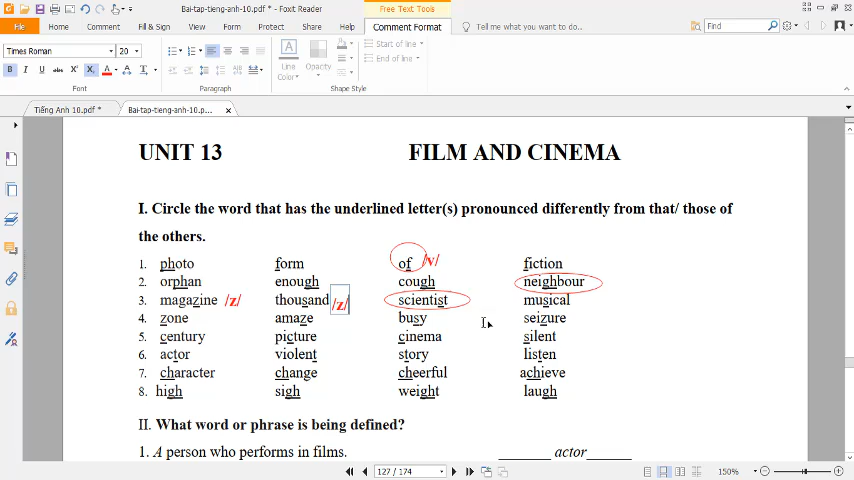 Bai-tap-tieng-anh-10.pdf * - Foxit Reader
Free Text Tools
File Home Comment Fill & Sign View Form Protect Share Help Comment Format Tell me what you want to do.. Find
Times Roman 20 Start of line
End of line
Line Color Opacity
Font Paragraph Shape Style
Tiếng Anh 10.pdf * Bai-tap-tieng-anh-10.p...
UNIT 13 FILM AND CINEMA
I. Circle the word that has the underlined letter(s) pronounced differently from that/ those of
the others.
1. photo form of /v/ fiction
2. orphan enough cough neighbour
3. magazine /z/ thousand /z/ scientist musical
4. zone amaze busy seizure
5. century picture cinema silent
6. actor violent story listen
7. character change cheerful achieve
8. high sigh weight laugh
II. What word or phrase is being defined?
1. A person who performs in films. _______ actor_______
127 / 174 150%